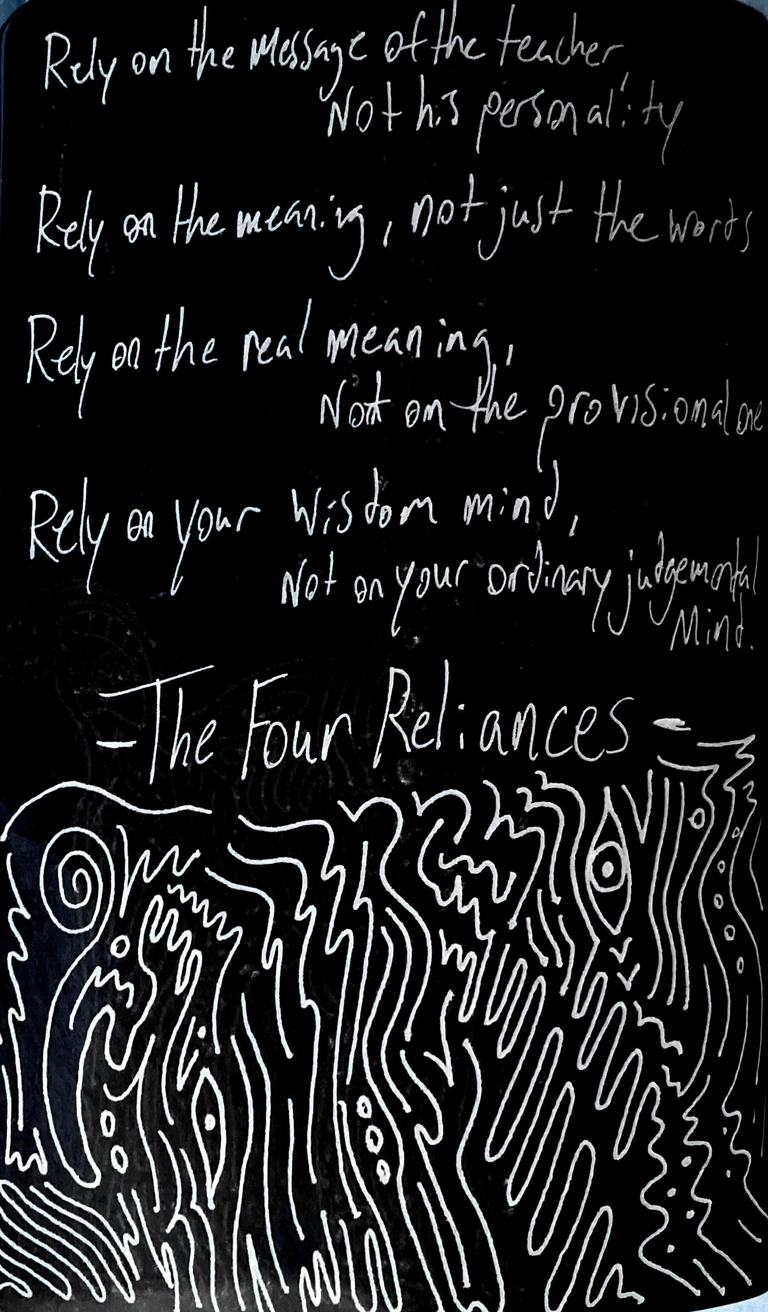 Rely on the message of the teacher,
Not his personality
Rely on the meaning, not just the words
Rely on the real meaning,
Not on the provisional one
Rely on your wisdom mind,
Not on your ordinary judgemental
Mind.
- The Four Reliances -